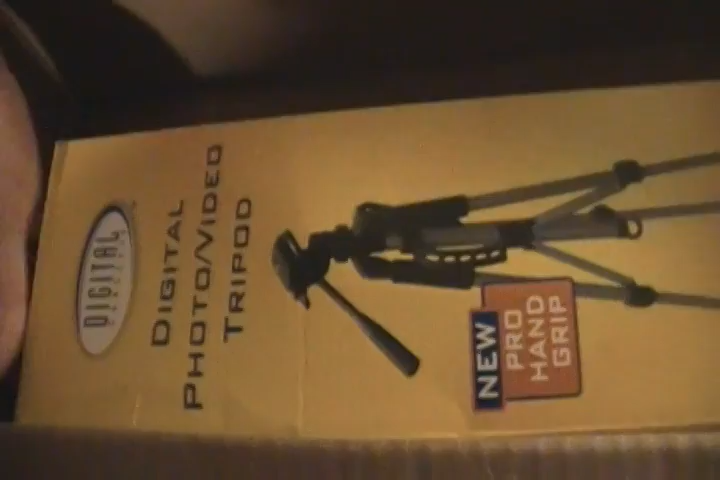 DIGITAL
DIGITAL
PHOTO/VIDEO
TRIPOD
NEW
PRO
HAND
GRIP